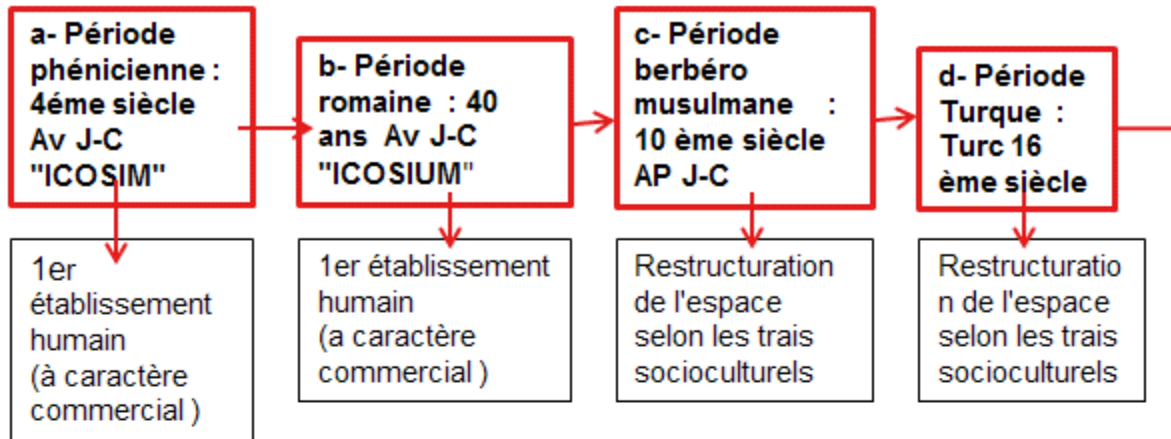 a- Période
phénicienne :
4éme siècle
Av J-C
"ICOSIM"
b- Période
romaine : 40
ans Av J-C
"ICOSIUM"
c- Période
berbéro
musulmane :
10 ème siècle
AP J-C
d- Période
Turque :
Turc 16
ème siècle
1er
établissement
humain
(à caractère
commercial )
1er établissement
humain
(a caractère
commercial )
Restructuration
de l'espace
selon les trais
socioculturels
Restructuratio
n de l'espace
selon les trais
socioculturels